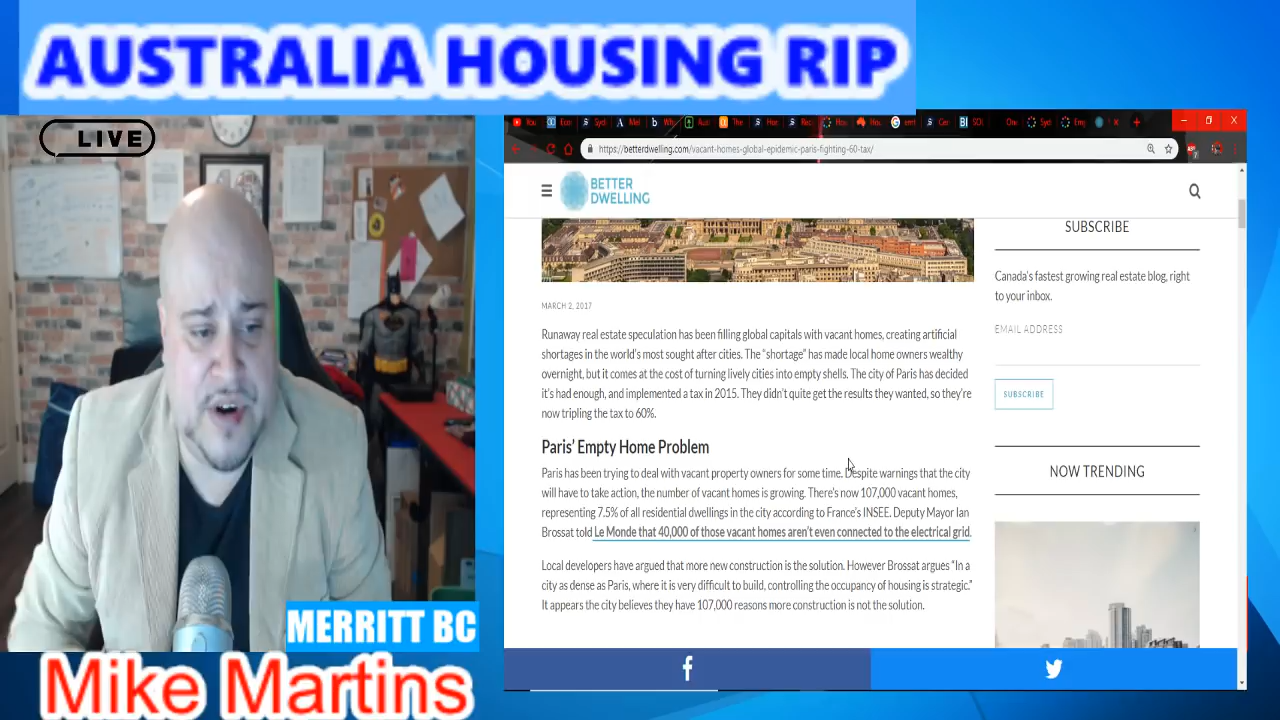 AUSTRALIA HOUSING RIP
LIVE
https://betterdwelling.com/vacant-homes-global-epidemic-paris-fighting-60-tax/
BETTER
DWELLING
MARCH 2, 2017
Runaway real estate speculation has been filling global capitals with vacant homes, creating artificial
shortages in the world's most sought after cities. The "shortage" has made local home owners wealthy
overnight, but it comes at the cost of turning lively cities into empty shells. The city of Paris has decided
it's had enough, and implemented a tax in 2015. They didn't quite get the results they wanted, so they're
now tripling the tax to 60%.
Paris' Empty Home Problem
Paris has been trying to deal with vacant property owners for some time. Despite warnings that the city
will have to take action, the number of vacant homes is growing. There's now 107,000 vacant homes,
representing 7.5% of all residential dwellings in the city according to France's INSEE. Deputy Mayor Ian
Brossat told Le Monde that 40,000 of those vacant homes aren't even connected to the electrical grid.
Local developers have argued that more new construction is the solution. However Brossat argues "In a
city as dense as Paris, where it is very difficult to build, controlling the occupancy of housing is strategic."
It appears the city believes they have 107,000 reasons more construction is not the solution.
SUBSCRIBE
Canada's fastest growing real estate blog, right
to your inbox.
EMAIL ADDRESS
SUBSCRIBE
NOW TRENDING
MERRITT BC
Mike Martins